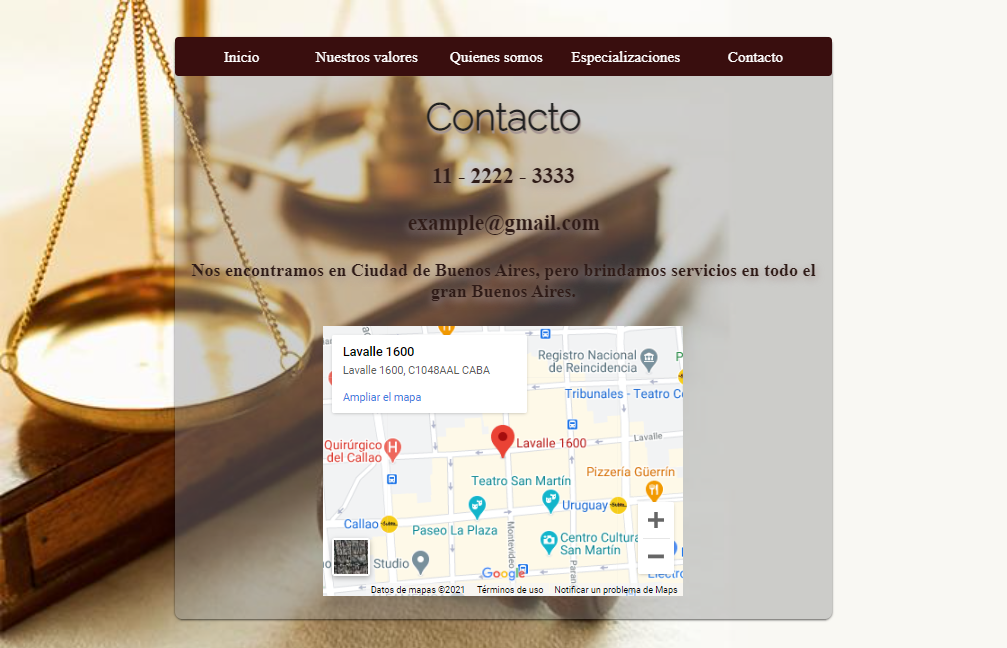 Inicio Nuestros valores Quienes somos Especializaciones Contacto
Contacto
11 - 2222 - 3333
example@gmail.com
Nos encontramos en Ciudad de Buenos Aires, pero brindamos servicios en todo el
gran Buenos Aires.
Lavalle 1600
Lavalle 1600, C1048AAL CABA
Ampliar el mapa
Registro Nacional
de Reincidencia
Tribunales - Teatro
Lavalle
Quirúrgico
del Callao
Lavalle 1600
Pizzería Güerrín
Teatro San Martín
Uruguay
Callao
Paseo La Plaza
Montevideo
Centro Cultura
San Martín
Studio
Paran
Google
Datos de mapas ©2021 Términos de uso Notificar un problema de Maps